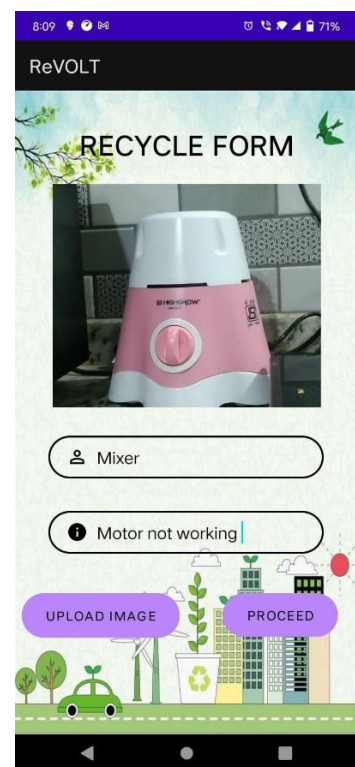 8:09 71%
ReVOLT
RECYCLE FORM
Mixer
Motor not working
UPLOAD IMAGE PROCEED